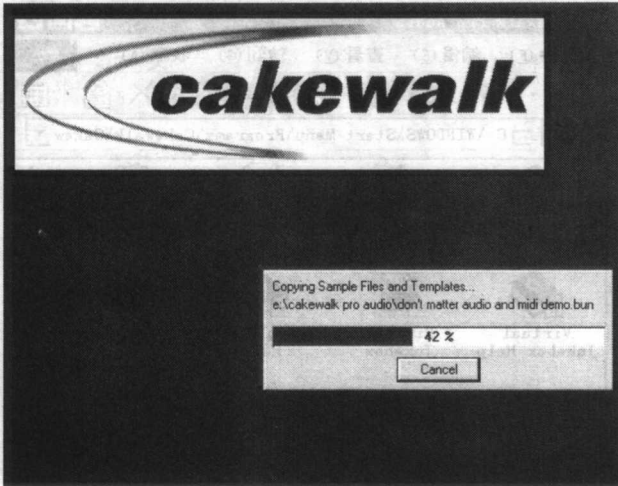 cakewalk
Copying Sample Files and Templates...
e:\cakewalk pro audio\don't matter audio and midi demo.bun
42 %
Cancel